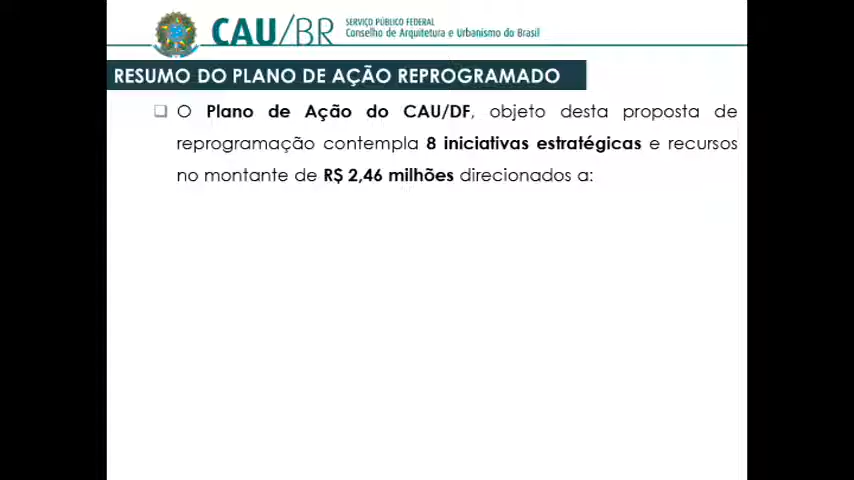 CAU/BR
SERVIÇO PÚBLICO FEDERAL
Conselho de Arquitetura e Urbanismo do Brasil
RESUMO DO PLANO DE AÇÃO REPROGRAMADO
O Plano de Ação do CAU/DF, objeto desta proposta de
reprogramação contempla 8 iniciativas estratégicas e recursos
no montante de R$ 2,46 milhões direcionados a: